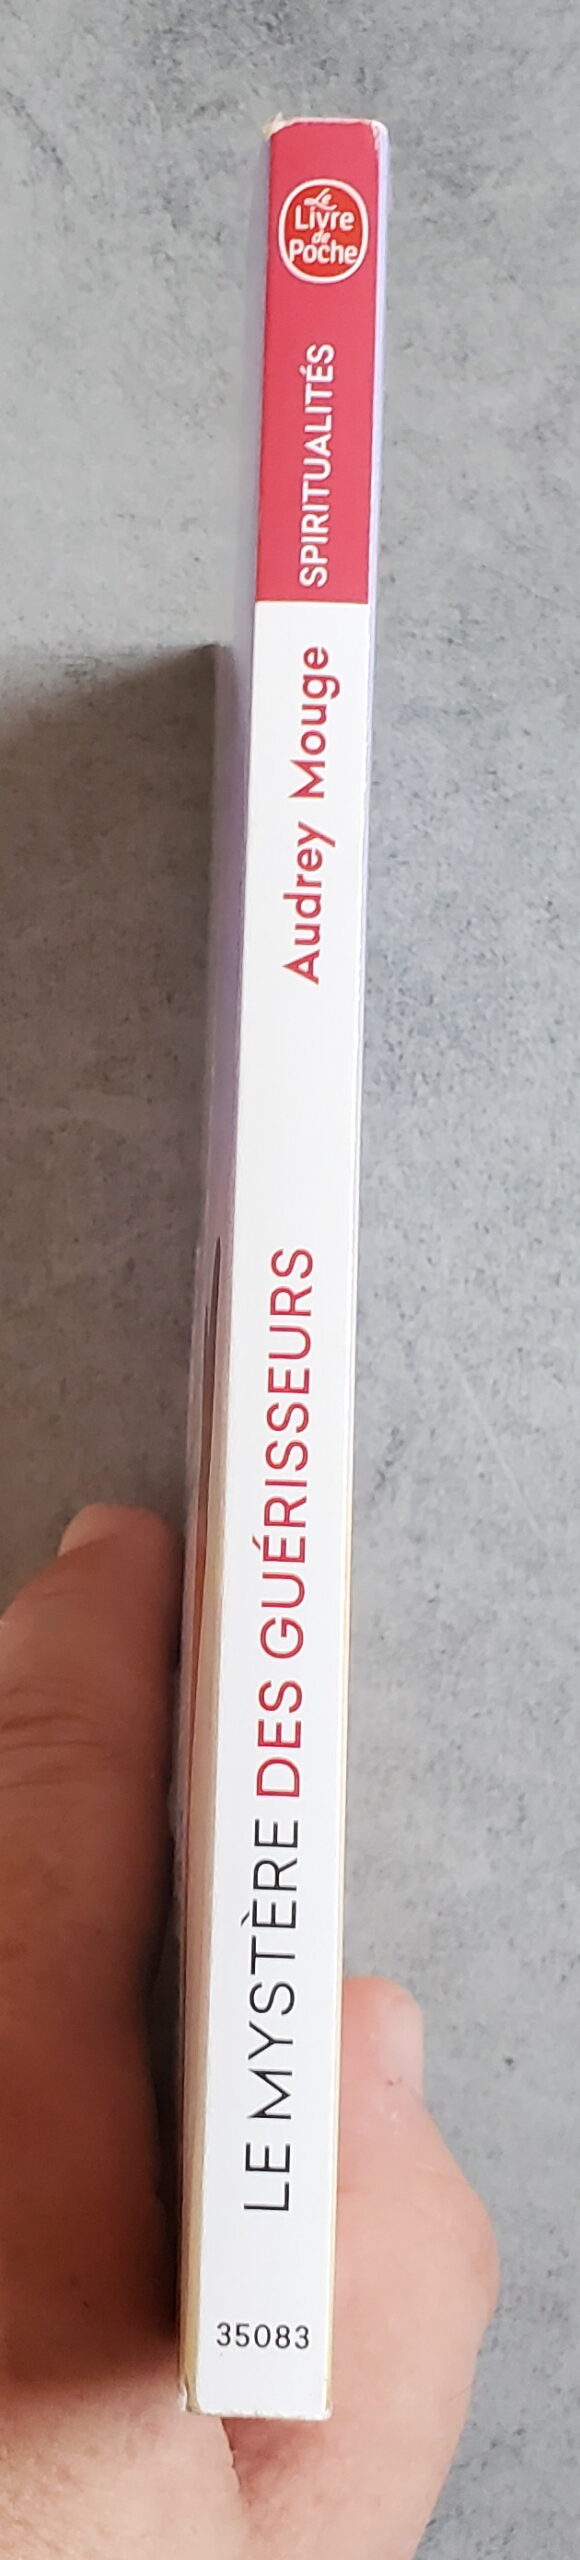 Le
Livre
de
Poche
SPIRITUALITÉS
Audrey Mouge
LE MYSTÈRE DES GUÉRISSEURS
35083